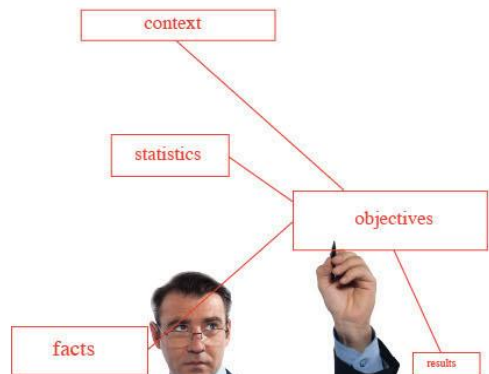 context
statistics
objectives
facts
results